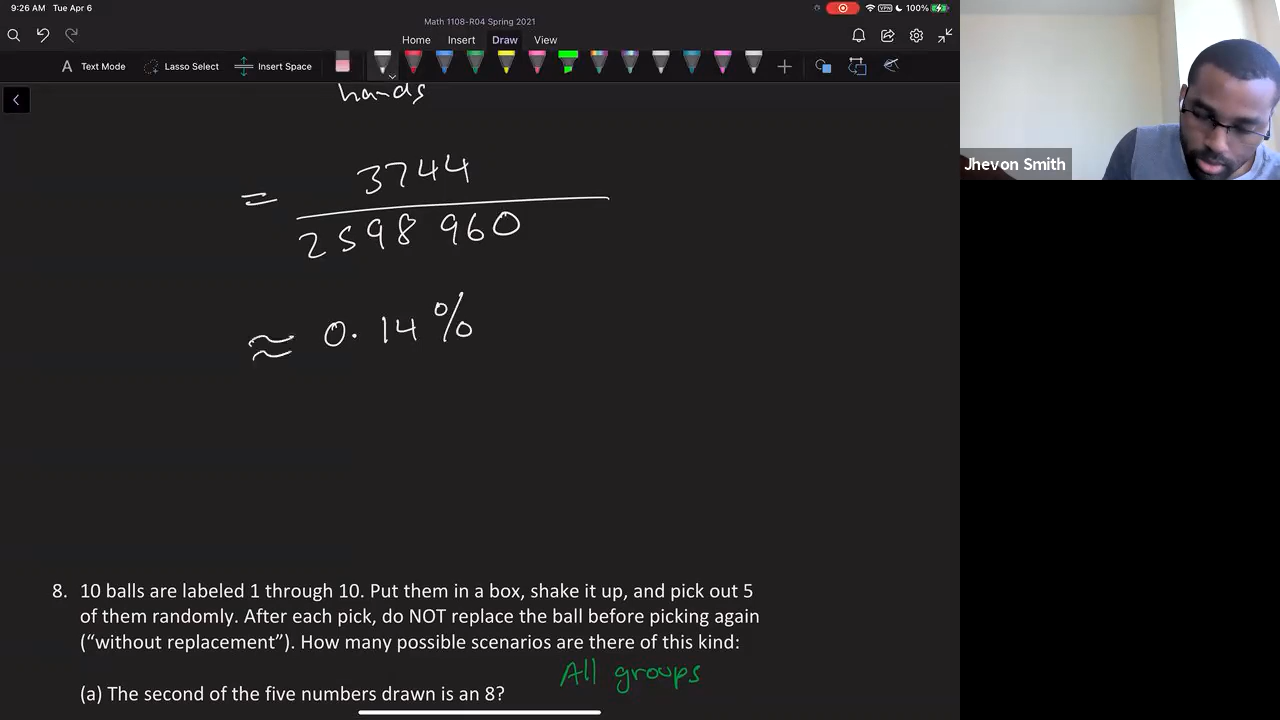 9:26 AM Tue Apr 6
VPN 100%
Math 1108-R04 Spring 2021
Home Insert Draw View
Text Mode Lasso Select Insert Space
hands
= 3744
2598 960
≈ 0.14%
Jhevon Smith
8. 10 balls are labeled 1 through 10. Put them in a box, shake it up, and pick out 5
of them randomly. After each pick, do NOT replace the ball before picking again
(“without replacement”). How many possible scenarios are there of this kind:
All groups
(a) The second of the five numbers drawn is an 8?